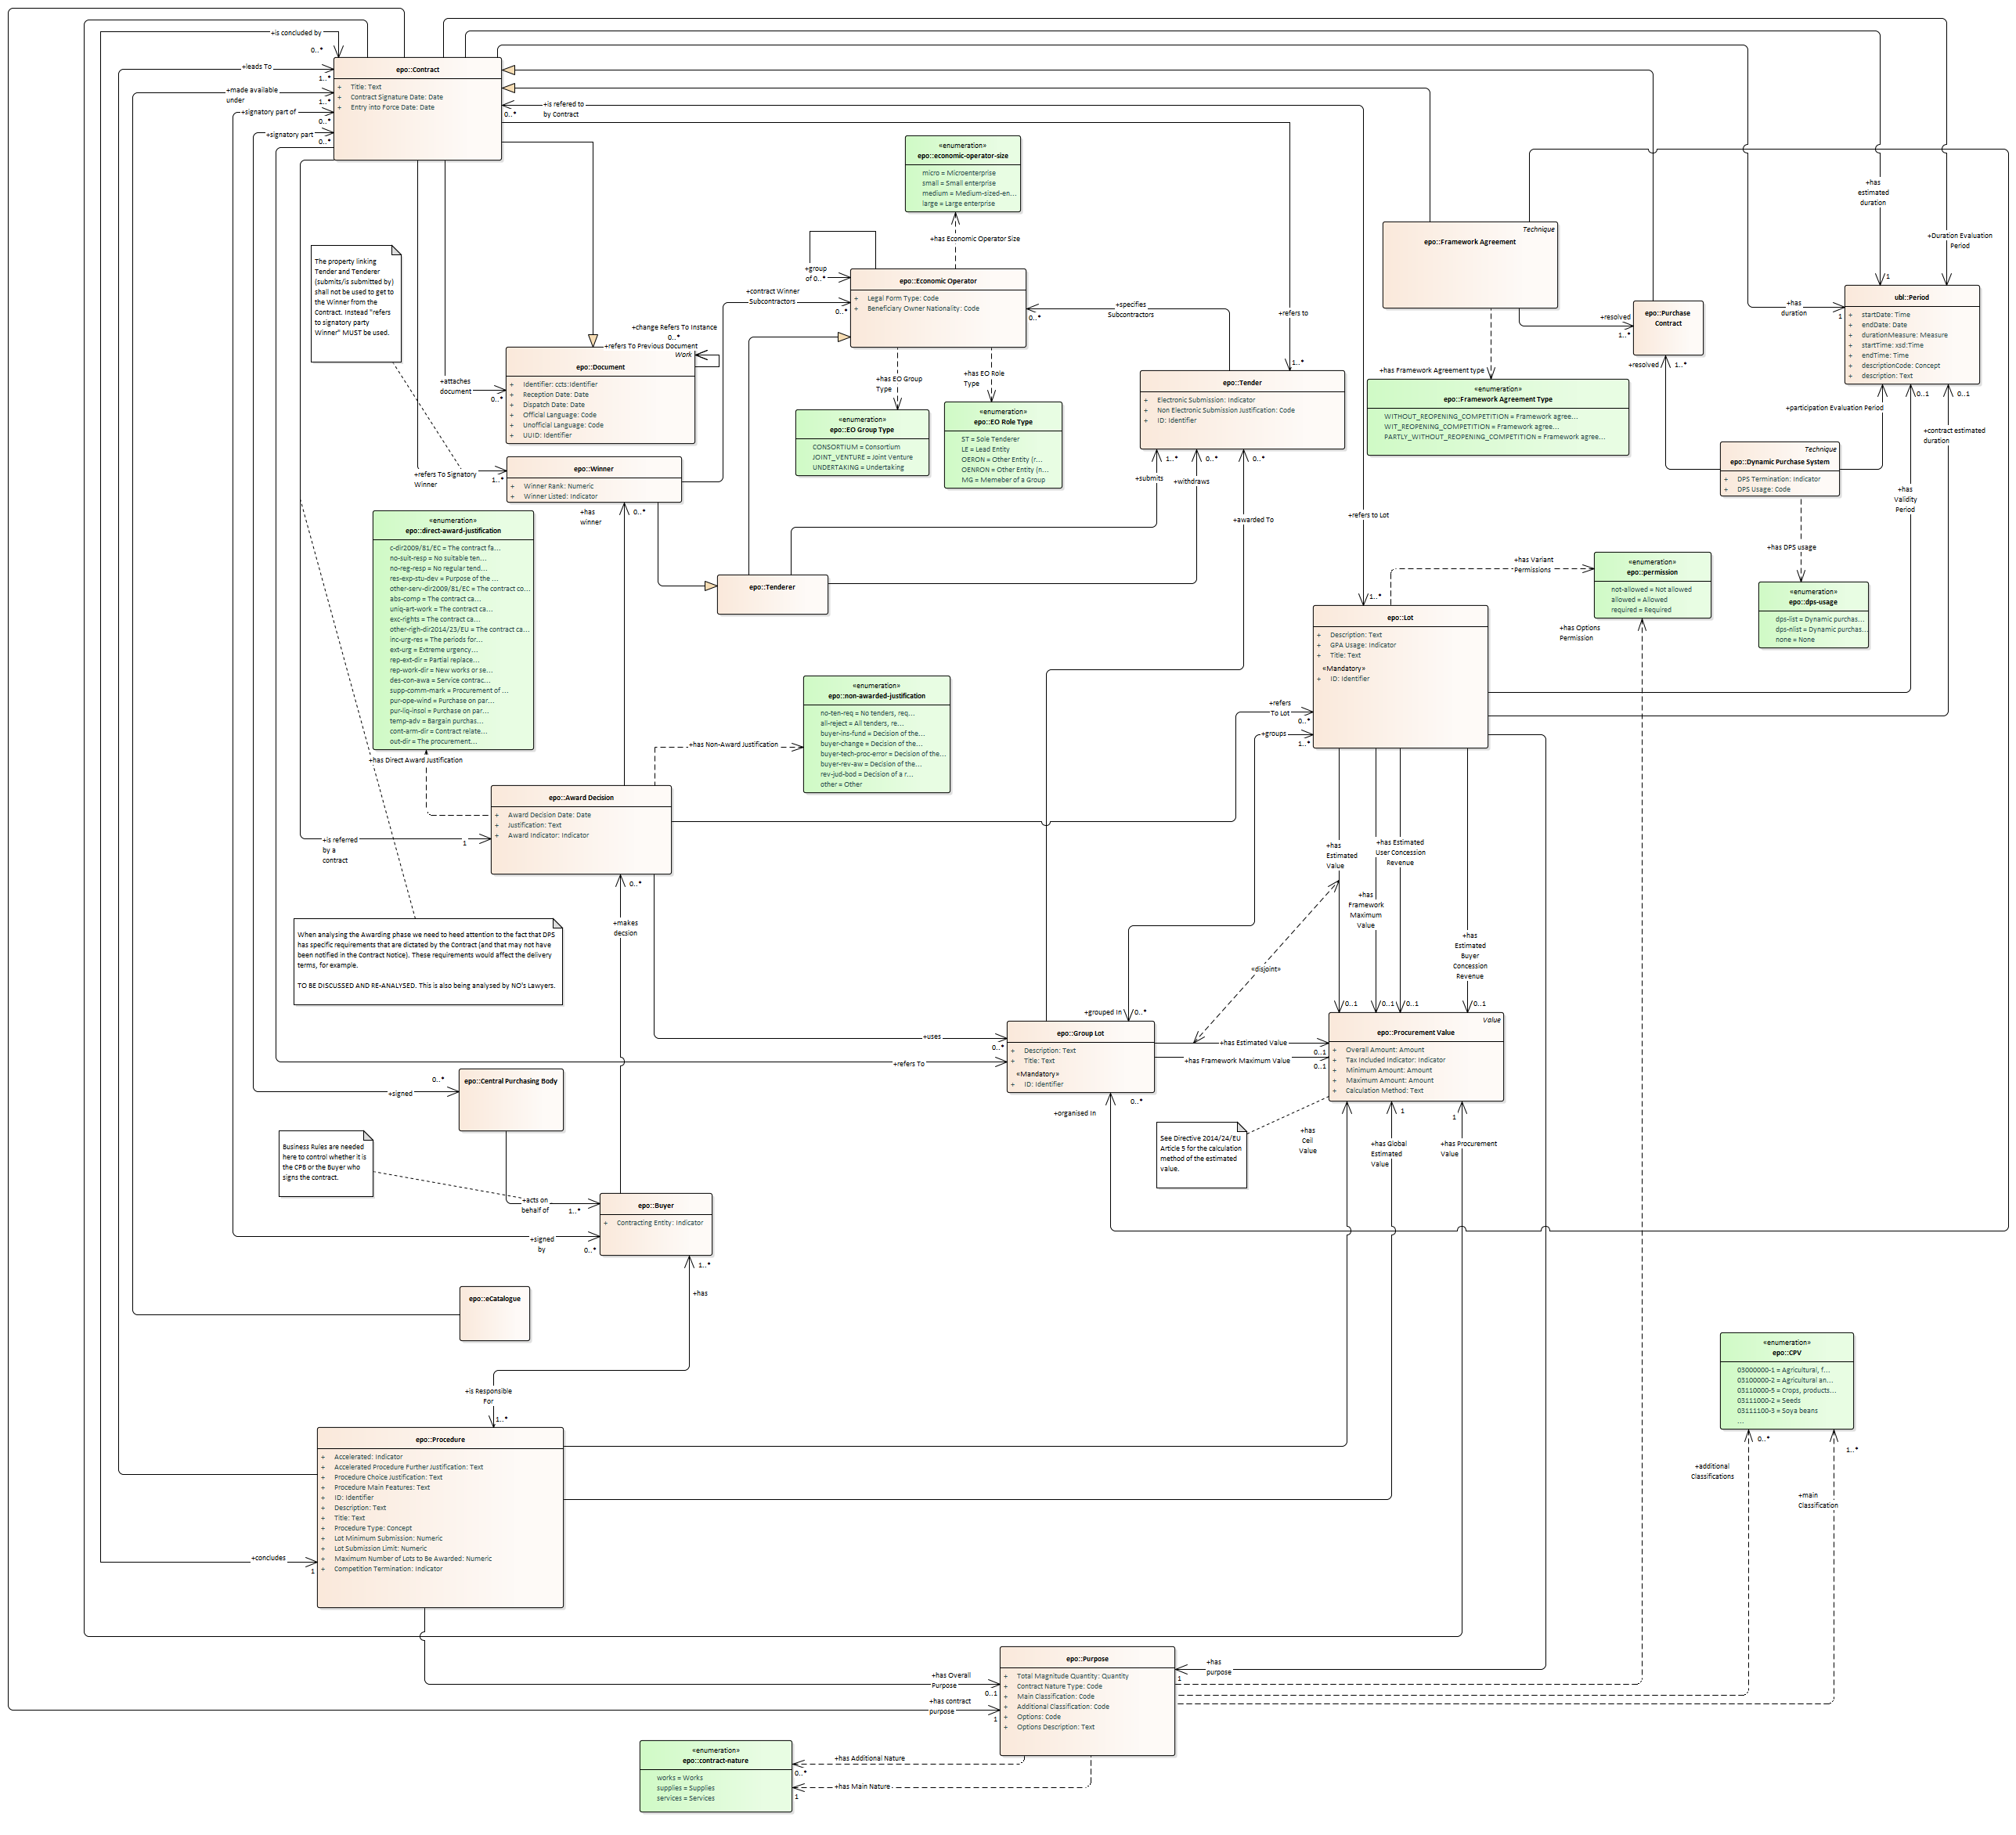 +is concluded by
0..*
+leads To
1..*
+made available
under
1..*
+signatory part of
0..*
+signatory part
0..*
epo::Contract
+ Title: Text
+ Contract Signature Date: Date
+ Entry into Force Date: Date
+is refered to
by Contract
0..*
«enumeration»
epo::economic-operator-size
micro = Microenterprise
small = Small enterprise
medium = Medium-sized-en...
large = Large enterprise
+has Economic Operator Size
+group
of 0..*
epo::Economic Operator
+ Legal Form Type: Code
+ Beneficiary Owner Nationality: Code
+contract Winner
Subcontractors
0..*
+specifies
Subcontractors
0..*
+refers to
1..*
Technique
epo::Framework Agreement
+has
estimated
duration
1
+Duration Evaluation
Period
+has
duration
1
epo::Purchase
Contract
+resolved
1..*
+resolved
1..*
ubl::Period
+ startDate: Time
+ endDate: Date
+ durationMeasure: Measure
+ startTime: xsd:Time
+ endTime: Time
+ descriptionCode: Concept
+ description: Text
The property linking
Tender and Tenderer
(submits/is submitted by)
shall not be used to get to
the Winner from the
Contract. Instead "refers
to signatory party
Winner" MUST be used.
+change Refers To Instance
0..*
+refers To Previous Document
Work
epo::Document
+ Identifier: ccts:Identifier
+ Reception Date: Date
+ Dispatch Date: Date
+ Official Language: Code
+ Unofficial Language: Code
+ UUID: Identifier
+attaches
document
0..*
+has EO Group
Type
+has EO Role
Type
«enumeration»
epo::EO Group Type
CONSORTIUM = Consortium
JOINT_VENTURE = Joint Venture
UNDERTAKING = Undertaking
«enumeration»
epo::EO Role Type
ST = Sole Tenderer
LE = Lead Entity
OERON = Other Entity (r...
OENRON = Other Entity (n...
MG = Memeber of a Group
epo::Tender
+ Electronic Submission: Indicator
+ Non Electronic Submission Justification: Code
+ ID: Identifier
+has Framework Agreement type
«enumeration»
epo::Framework Agreement Type
WITHOUT_REOPENING_COMPETITION = Framework agree...
WIT_REOPENING_COMPETITION = Framework agree...
PARTLY_WITHOUT_REOPENING_COMPETITION = Framework agree...
+participation Evaluation Period
0..1
0..1
+contract estimated
duration
Technique
epo::Dynamic Purchase System
+ DPS Termination: Indicator
+ DPS Usage: Code
+has
Validity
Period
+refers To Signatory
Winner
1..*
epo::Winner
+ Winner Rank: Numeric
+ Winner Listed: Indicator
+has
winner
0..*
+submits
1..*
+withdraws
0..*
+awarded To
0..*
+refers to Lot
1..*
+has DPS usage
«enumeration»
epo::dps-usage
dps-list = Dynamic purchas...
dps-nlist = Dynamic purchas...
none = None
«enumeration»
epo::direct-award-justification
c-dir2009/81/EC = The contract fa...
no-suit-resp = No suitable ten...
no-reg-resp = No regular tend...
res-exp-stu-dev = Purpose of the ...
other-serv-dir2009/81/EC = The contract co...
abs-comp = The contract ca...
uniq-art-work = The contract ca...
exc-rights = The contract ca...
other-righ-dir2014/23/EU = The contract ca...
inc-urg-res = The periods for...
ext-urg = Extreme urgency...
rep-ext-dir = Partial replace...
rep-work-dir = New works or se...
des-con-awa = Service contrac...
supp-comm-mark = Procurement of ...
pur-ope-wind = Purchase on par...
pur-liq-insol = Purchase on par...
temp-adv = Bargain purchas...
cont-arm-dir = Contract relate...
out-dir = The procurement...
+has Direct Award Justification
epo::Tenderer
+has Variant
Permissions
«enumeration»
epo::permission
not-allowed = Not allowed
allowed = Allowed
required = Required
+has Options
Permission
epo::Lot
+ Description: Text
+ GPA Usage: Indicator
+ Title: Text
«Mandatory»
+ ID: Identifier
+refers
To Lot
0..*
+groups
1..*
«enumeration»
epo::non-awarded-justification
no-ten-req = No tenders, req...
all-reject = All tenders, re...
buyer-ins-fund = Decision of the...
buyer-change = Decision of the...
buyer-tech-proc-error = Decision of the...
buyer-rev-aw = Decision of the...
rev-jud-bod = Decision of a r...
other = Other
+has Non-Award Justification
epo::Award Decision
+ Award Decision Date: Date
+ Justification: Text
+ Award Indicator: Indicator
+is referred
by a
contract
1
0..*
+makes
decsion
+has
Estimated
Value
+has Estimated
User Concession
Revenue
+has
Framework
Maximum
Value
+has
Estimated
Buyer
Concession
Revenue
«disjoint»
0..1
0..1
0..1
0..1
When analysing the Awarding phase we need to heed attention to the fact that DPS
has specific requirements that are dictated by the Contract (and that may not have
been notified in the Contract Notice). These requirements would affect the delivery
terms, for example.
TO BE DISCUSSED AND RE-ANALYSED. This is also being analysed by NO's Lawyers.
+grouped In
0..*
+uses
0..*
+refers To
epo::Group Lot
+ Description: Text
+ Title: Text
«Mandatory»
+ ID: Identifier
+has Estimated Value
0..1
+has Framework Maximum Value
0..1
Value
epo::Procurement Value
+ Overall Amount: Amount
+ Tax Included Indicator: Indicator
+ Minimum Amount: Amount
+ Maximum Amount: Amount
+ Calculation Method: Text
+organised In
0..*
See Directive 2014/24/EU
Article 5 for the calculation
method of the estimated
value.
+has
Ceil
Value
1
+has Global
Estimated
Value
1
+has Procurement
Value
0..*
+signed
epo::Central Purchasing Body
Business Rules are needed
here to control whether it is
the CPB or the Buyer who
signs the contract.
+acts on
behalf of
1..*
epo::Buyer
+ Contracting Entity: Indicator
+signed
by
0..*
1..*
+has
epo::eCatalogue
+is Responsible
For
1..*
«enumeration»
epo::CPV
03000000-1 = Agricultural, f...
03100000-2 = Agricultural an...
03110000-5 = Crops, products...
03111000-2 = Seeds
03111100-3 = Soya beans
...
0..*
1..*
+additional
Classifications
+main
Classification
epo::Procedure
+ Accelerated: Indicator
+ Accelerated Procedure Further Justification: Text
+ Procedure Choice Justification: Text
+ Procedure Main Features: Text
+ ID: Identifier
+ Description: Text
+ Title: Text
+ Procedure Type: Concept
+ Lot Minimum Submission: Numeric
+ Lot Submission Limit: Numeric
+ Maximum Number of Lots to Be Awarded: Numeric
+ Competition Termination: Indicator
+concludes
1
+has Overall
Purpose
0..1
+has contract
purpose
1
epo::Purpose
+ Total Magnitude Quantity: Quantity
+ Contract Nature Type: Code
+ Main Classification: Code
+ Additional Classification: Code
+ Options: Code
+ Options Description: Text
+has
purpose
1
«enumeration»
epo::contract-nature
works = Works
supplies = Supplies
services = Services
+has Additional Nature
0..*
+has Main Nature
1